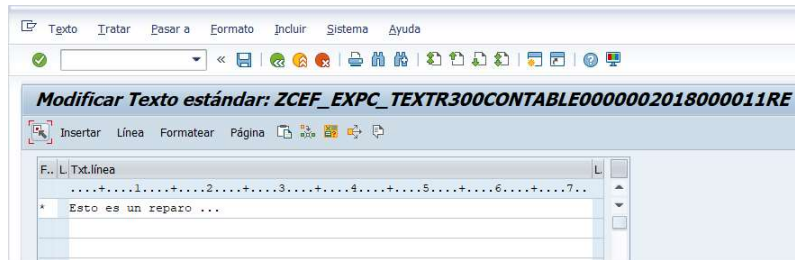 Texto Tratar Pasar a Formato Incluir Sistema Ayuda
Modificar Texto estándar: ZCEF_EXPC_TEXTR300CONTABLE0000002018000011RE
Insertar Línea Formatear Página
F.. L. Txt.línea L.
....+....1....+....2....+....3....+....4....+....5....+....6....+....7..
* Esto es un reparo ...